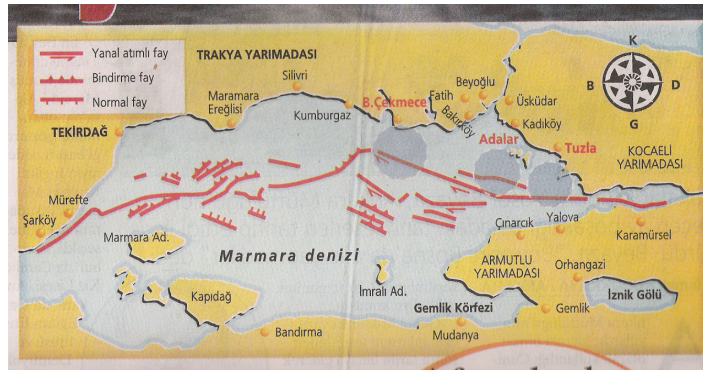 Yanal atımlı fay
Bindirme fay
Normal fay
TRAKYA YARIMADASI
Silivri
Maramara
Ereğlisi
Kumburgaz
B.Çekmece
Fatih
Beyoğlu
Bakırköy
Üsküdar
Kadıköy
Adalar
Tuzla
K
B
D
G
KOCAELİ
YARIMADASI
TEKİRDAĞ
Mürefte
Şarköy
Marmara Ad.
Marmara denizi
Kapıdağ
Bandırma
İmralı Ad.
Çınarcık
Yalova
Karamürsel
ARMUTLU
YARIMADASI
Orhangazi
İznik Gölü
Gemlik Körfezi
Gemlik
Mudanya